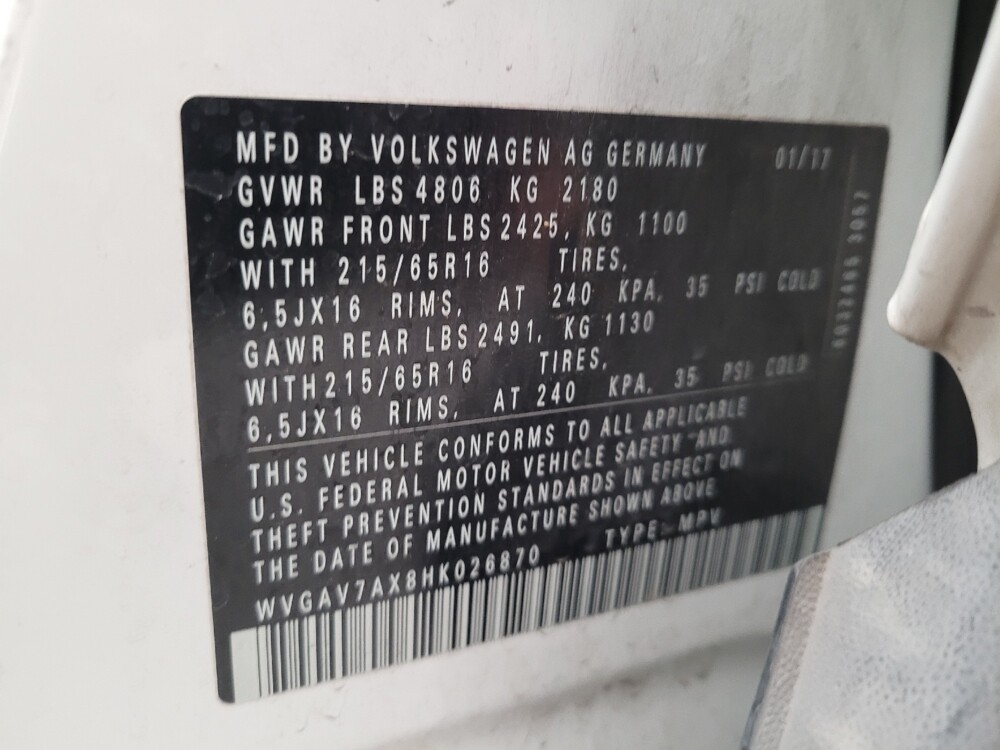 MFD BY VOLKSWAGEN AG GERMANY 01/17
GVWR LBS 4806 KG 2180
GAWR FRONT LBS 2425, KG 1100
WITH 215/65R16 TIRES,
6,5JX16 RIMS, AT 240 KPA, 35 PSI COLD
GAWR REAR LBS 2491, KG 1130
WITH 215/65R16 TIRES,
6,5JX16 RIMS, AT 240 KPA, 35 PSI COLD
THIS VEHICLE CONFORMS TO ALL APPLICABLE
U.S. FEDERAL MOTOR VEHICLE SAFETY AND
THEFT PREVENTION STANDARDS IN EFFECT ON
THE DATE OF MANUFACTURE SHOWN ABOVE
WVGAV7AX8HK026870 TYPE: MPV